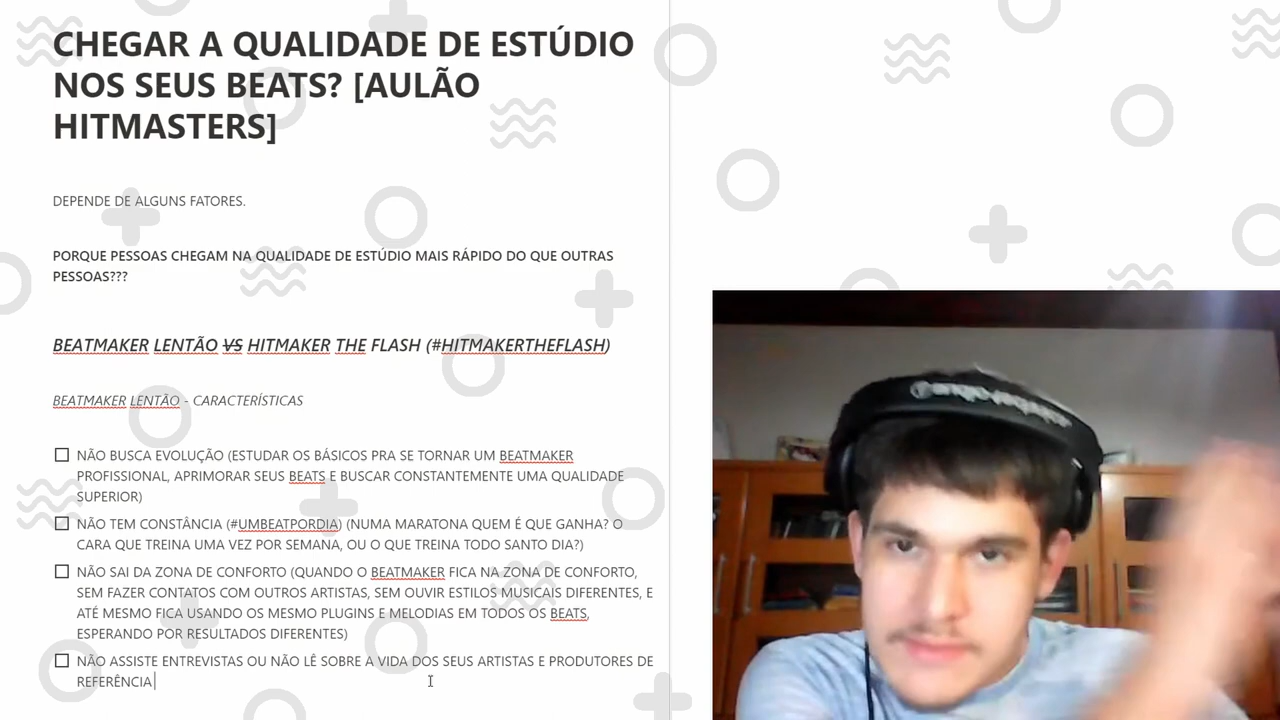 CHEGAR A QUALIDADE DE ESTÚDIO
NOS SEUS BEATS? [AULÃO
HITMASTERS]
DEPENDE DE ALGUNS FATORES.
PORQUE PESSOAS CHEGAM NA QUALIDADE DE ESTÚDIO MAIS RÁPIDO DO QUE OUTRAS
PESSOAS???
BEATMAKER LENTÃO VS HITMAKER THE FLASH (#HITMAKERTHEFLASH)
BEATMAKER LENTÃO - CARACTERÍSTICAS
NÃO BUSCA EVOLUÇÃO (ESTUDAR OS BÁSICOS PRA SE TORNAR UM BEATMAKER
PROFISSIONAL, APRIMORAR SEUS BEATS E BUSCAR CONSTANTEMENTE UMA QUALIDADE
SUPERIOR)
NÃO TEM CONSTÂNCIA (#UMBEATPORDIA) (NUMA MARATONA QUEM É QUE GANHA? O
CARA QUE TREINA UMA VEZ POR SEMANA, OU O QUE TREINA TODO SANTO DIA?)
NÃO SAI DA ZONA DE CONFORTO (QUANDO O BEATMAKER FICA NA ZONA DE CONFORTO,
SEM FAZER CONTATOS COM OUTROS ARTISTAS, SEM OUVIR ESTILOS MUSICAIS DIFERENTES, E
ATÉ MESMO FICA USANDO OS MESMO PLUGINS E MELODIAS EM TODOS OS BEATS,
ESPERANDO POR RESULTADOS DIFERENTES)
NÃO ASSISTE ENTREVISTAS OU NÃO LÊ SOBRE A VIDA DOS SEUS ARTISTAS E PRODUTORES DE
REFERÊNCIA